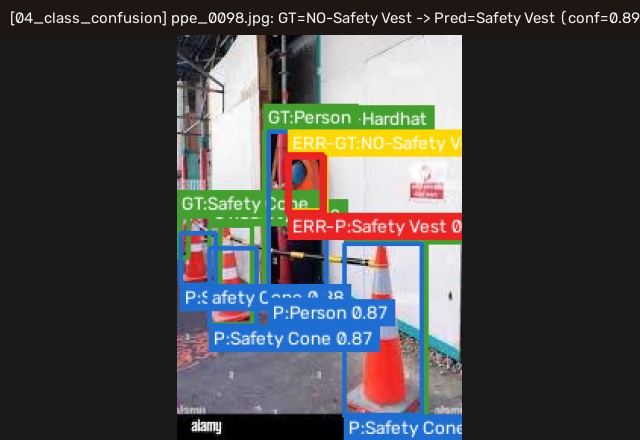 [04_class_confusion] ppe_0098.jpg: GT=NO-Safety Vest -> Pred=Safety Vest (conf=0.89
GT:Person
-Hardhat
ERR-GT:NO-Safety V
GT:Safety Cone
ERR-P:Safety Vest 0
P:Safety Cone 0.88
P:Person 0.87
P:Safety Cone 0.87
P:Safety Cone
alamy